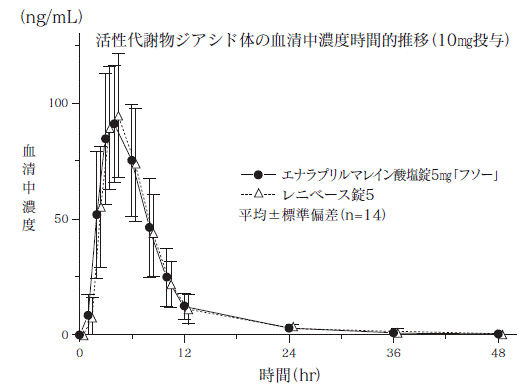 (ng/mL)
活性代謝物ジアシド体の血清中濃度時間的推移(10㎎投与)
100
血清中濃度
エナラプリルマレイン酸塩錠5㎎「フソー」
レニベース錠5
平均±標準偏差(n=14)
50
0
0 12 24 36 48
時間(hr)